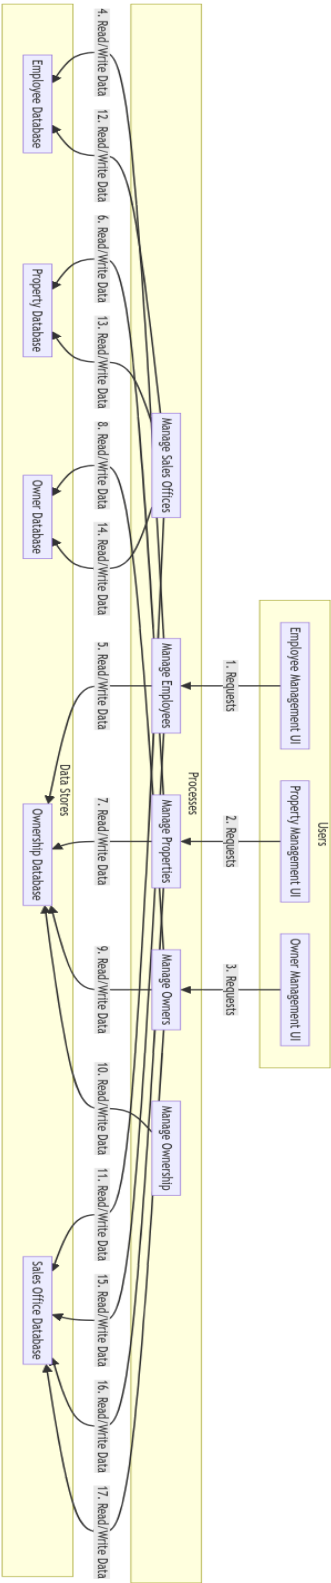 Users
Employee Management UI
Property Management UI
Owner Management UI
1. Requests
2. Requests
3. Requests
Processes
Manage Sales Offices
Manage Employees
Manage Properties
Manage Owners
Manage Ownership
4. Read/Write Data
12. Read/Write Data
6. Read/Write Data
13. Read/Write Data
8. Read/Write Data
14. Read/Write Data
5. Read/Write Data
7. Read/Write Data
9. Read/Write Data
10. Read/Write Data
11. Read/Write Data
15. Read/Write Data
16. Read/Write Data
17. Read/Write Data
Data Stores
Employee Database
Property Database
Owner Database
Ownership Database
Sales Office Database